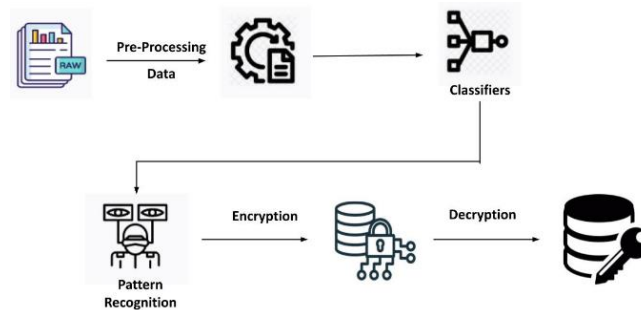 Pre-Processing
Data
RAW
Classifiers
Encryption
Decryption
Pattern
Recognition